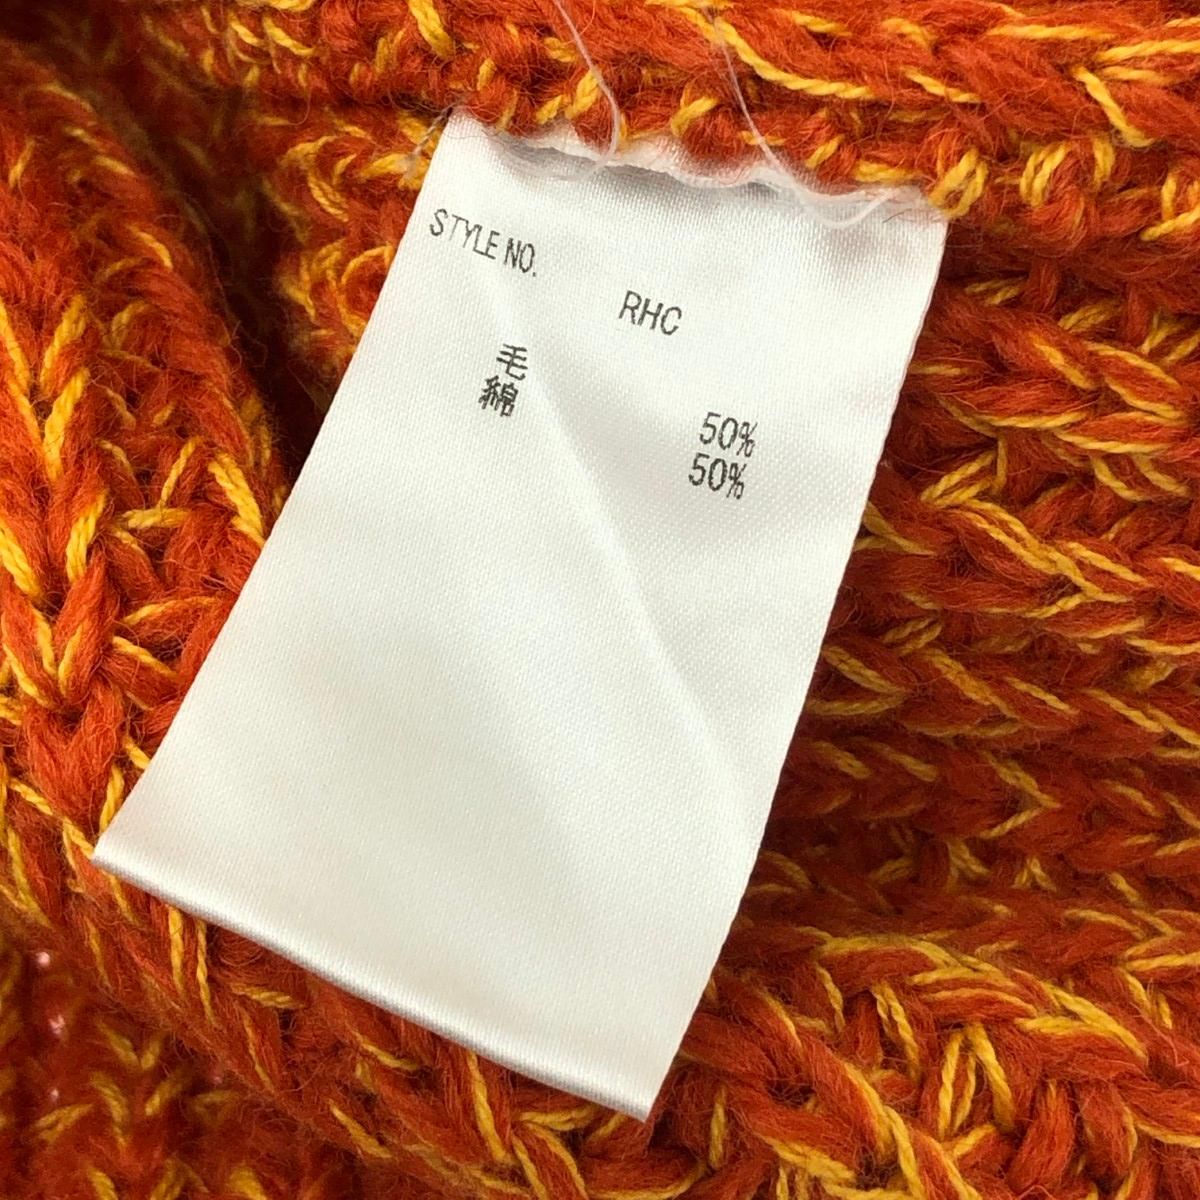 STYLE NO.
RHC
毛 50%
綿 50%